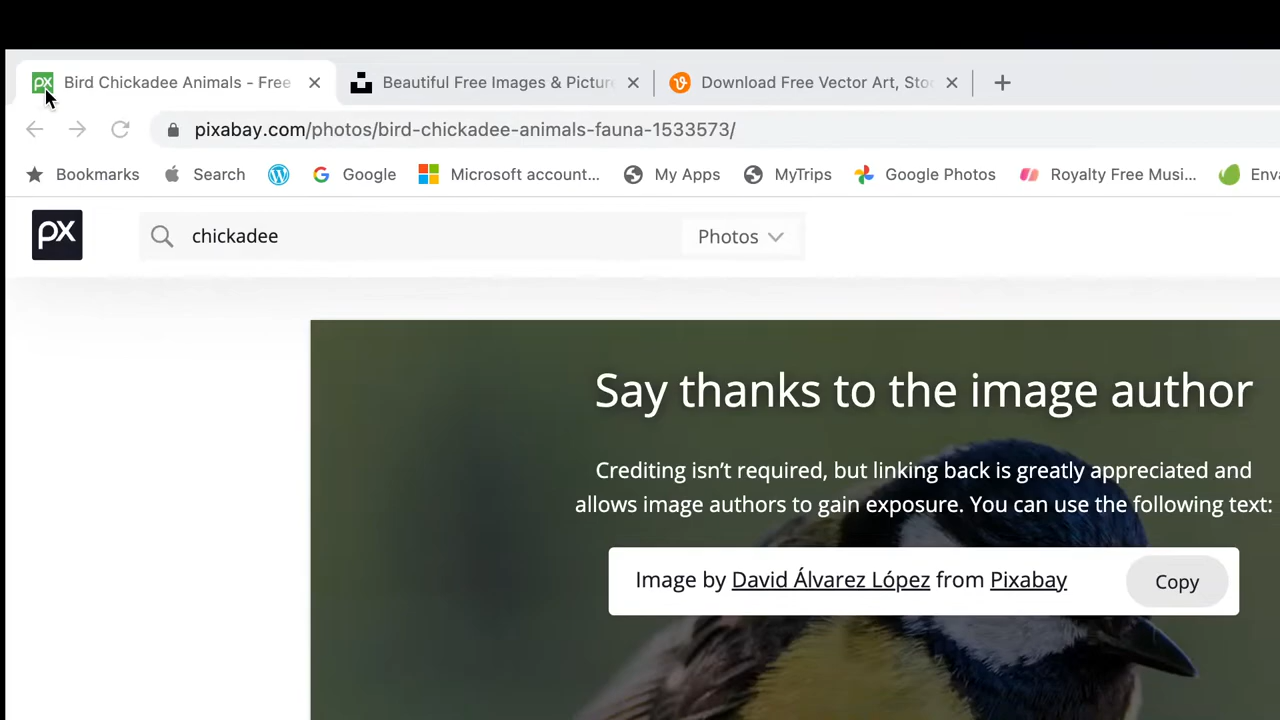 px Bird Chickadee Animals - Free
Beautiful Free Images & Picture
Download Free Vector Art, Sto
pixabay.com/photos/bird-chickadee-animals-fauna-1533573/
Bookmarks
Search
Google
Microsoft account...
My Apps
MyTrips
Google Photos
Royalty Free Musi...
Enva
px
chickadee
Photos
Say thanks to the image author
Crediting isn't required, but linking back is greatly appreciated and
allows image authors to gain exposure. You can use the following text:
Image by David Álvarez López from Pixabay
Copy